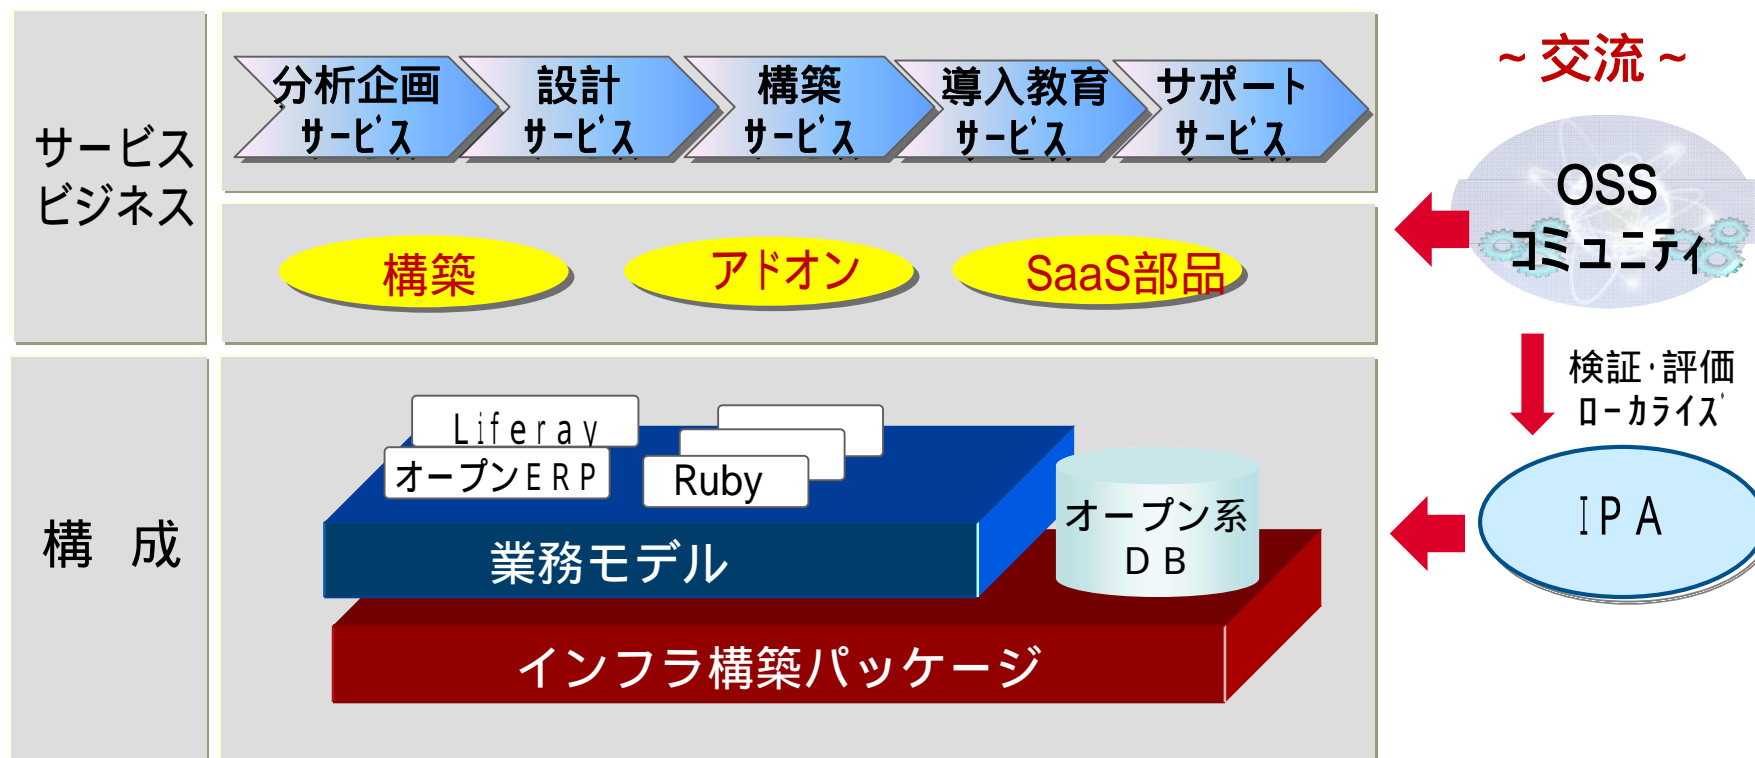 サービス
ビジネス
分析企画
サービス
設計
サービス
構築
サービス
導入教育
サービス
サポート
サービス
構築
アドオン
SaaS部品
~交流~
OSS
コミュニティ
検証・評価
ローカライズ
IPA
構 成
Liferay
オープンERP
Ruby
オープン系
DB
業務モデル
インフラ構築パッケージ